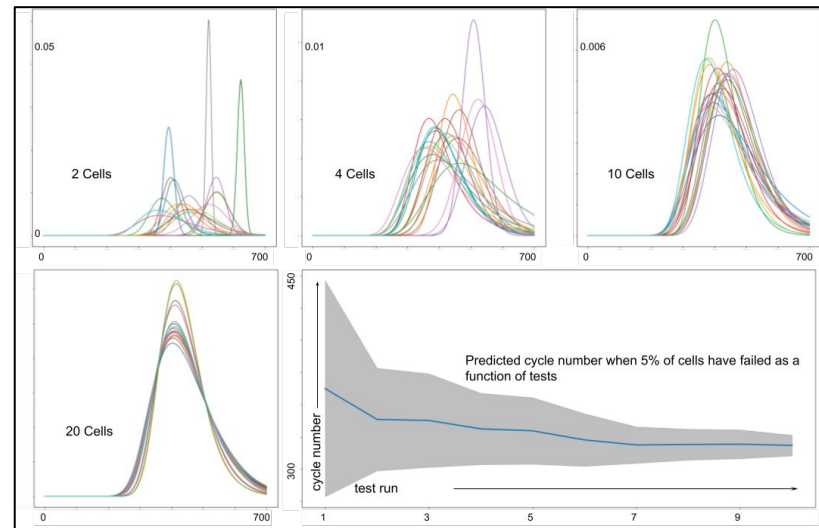 0.05
2 Cells
0
0
700
0.01
4 Cells
0
700
0.006
10 Cells
0
700
20 Cells
0
700
450
300
cycle number
Predicted cycle number when 5% of cells have failed as a
function of tests
test run
1
3
5
7
9